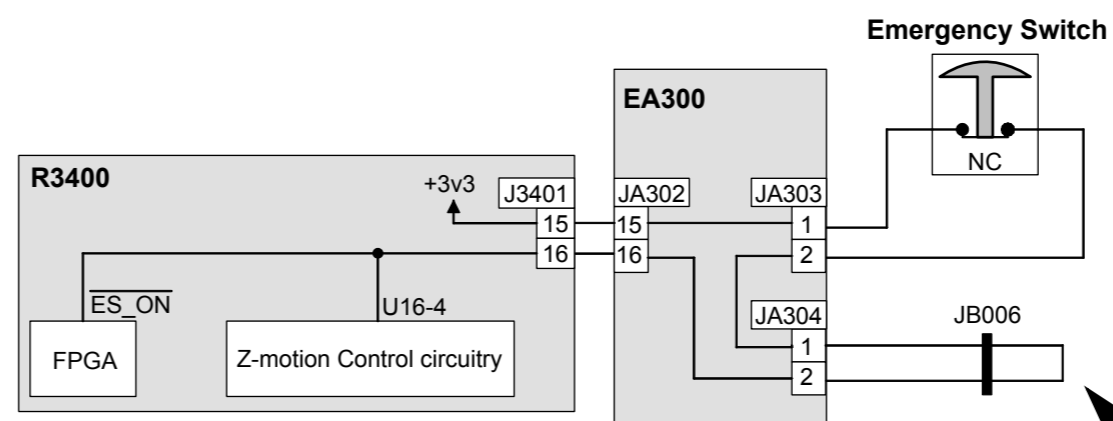 Emergency Switch
NC
EA300
R3400
+3v3
J3401
JA302
JA303
15
15
1
16
16
2
ES_ON
U16-4
FPGA
Z-motion Control circuitry
JA304
1
2
JB006